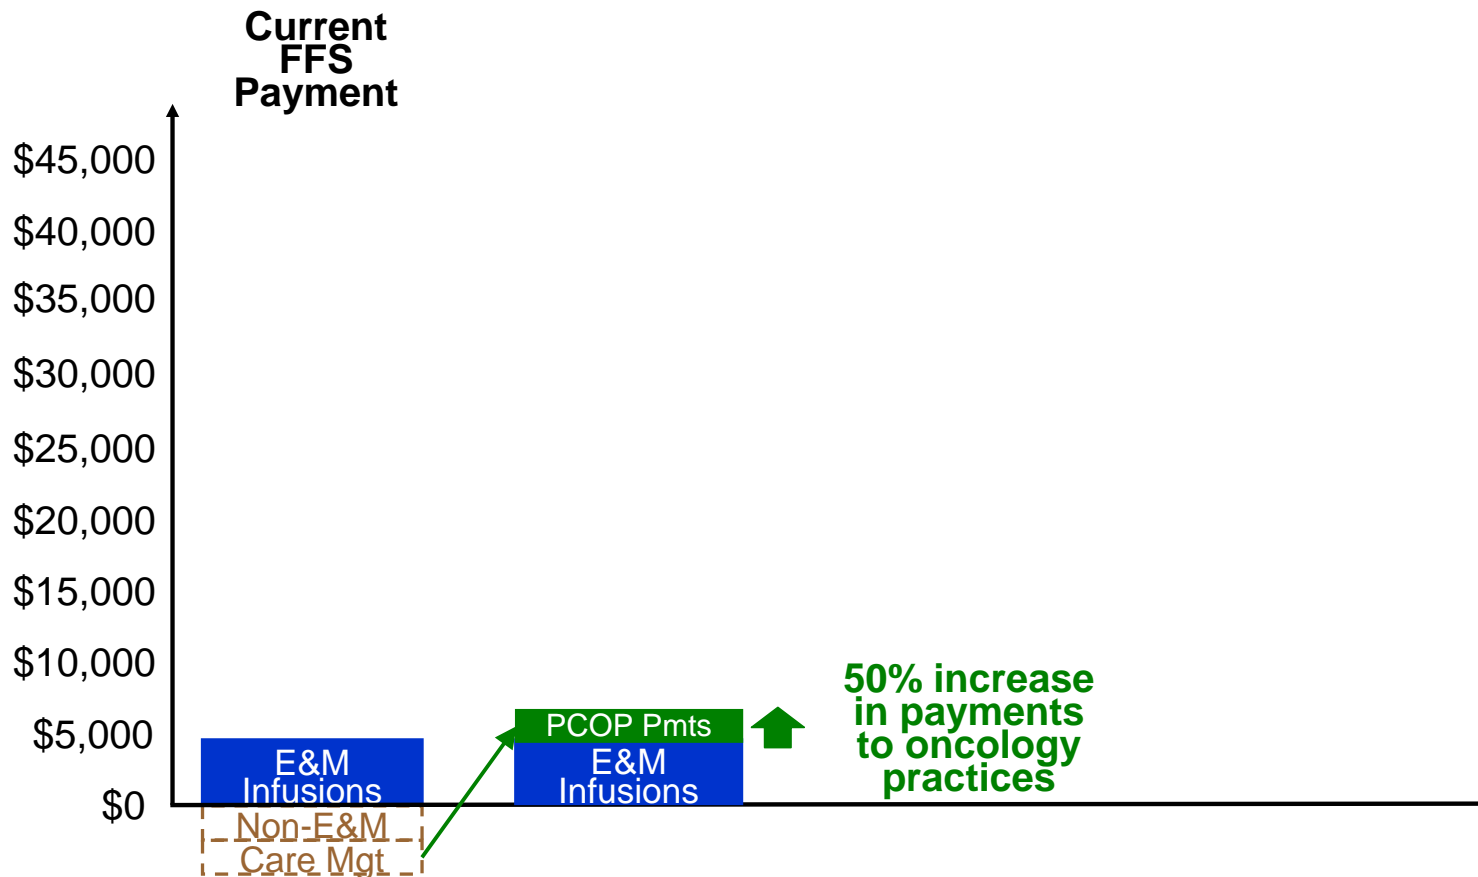 Current
FFS
Payment
$45,000
$40,000
$35,000
$30,000
$25,000
$20,000
$15,000
$10,000
$5,000
$0
E&M
Infusions
Non-E&M
Care Mgt
PCOP Pmts
E&M
Infusions
50% increase
in payments
to oncology
practices